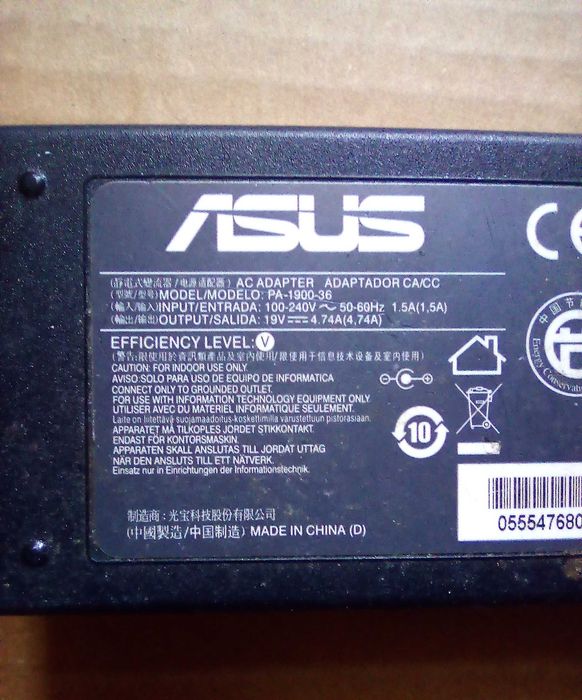 ASUS
CE
(靜電式變流器/电源适配器) AC ADAPTER ADAPTADOR CA/CC
(型號/型号)MODEL/MODELO: PA-1900-36
(輸入/输入)INPUT/ENTRADA: 100-240V～ 50-60Hz 1.5A(1,5A)
(輸出/输出)OUTPUT/SALIDA: 19V⎓ 4.74A(4,74A)
EFFICIENCY LEVEL: V
(警告:限使用於資訊類產品及室內使用/限使用于信息技术设备及室内使用)
CAUTION: FOR INDOOR USE ONLY.
AVISO SOLO PARA USO DE EQUIPO DE INFORMATICA
CONNECT ONLY TO GROUNDED OUTLET.
FOR USE WITH INFORMATION TECHNOLOGY EQUIPMENT ONLY.
UTILISER AVEC DU MATERIEL INFORMATIQUE SEULEMENT.
Laite on liitettävä suojamaadoitus-koskettimilla varustettuun pistorasiaan.
APPARATET MÅ TILKOPLES JORDET STIKKONTAKT.
ENDAST FÖR KONTORSMASKIN.
APPARATEN SKALL ANSLUTAS TILL JORDAT UTTAG
NÄR DEN ANSLUTS TILL ETT NÄTVERK.
Einsatz nur in Einrichtungen der Informationstechnik.
10
中国节
Energy Conservat
制造商：光宝科技股份有限公司
(中國製造/中国制造) MADE IN CHINA (D)
055547680